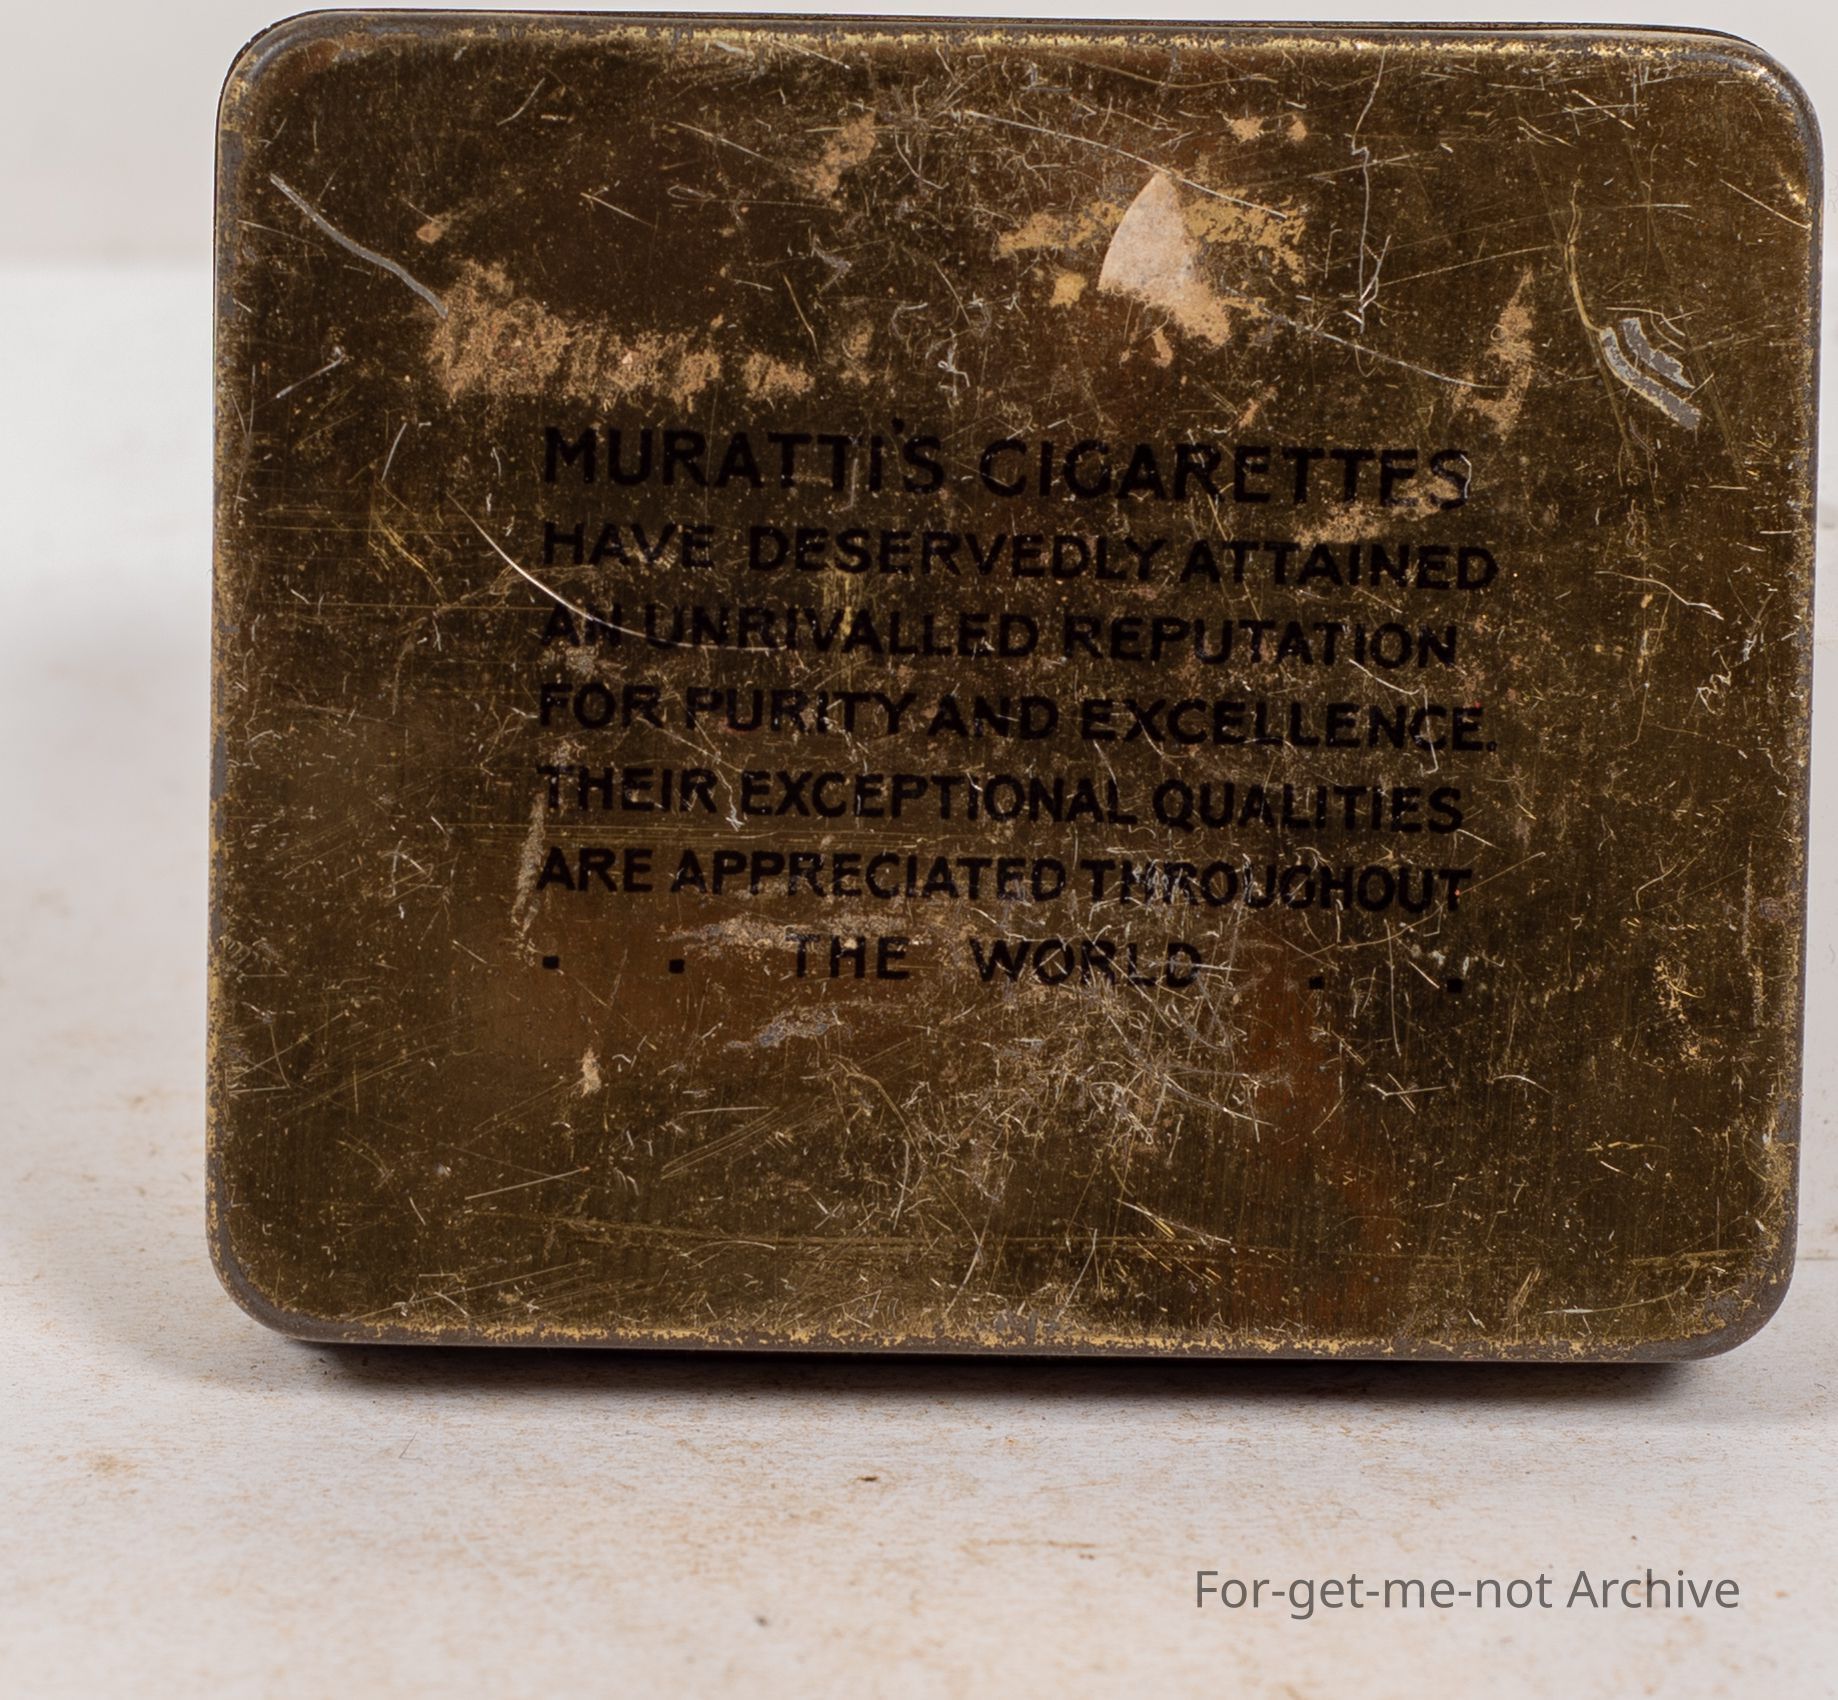 MURATTI'S CIGARETTES
HAVE DESERVEDLY ATTAINED
AN UNRIVALLED REPUTATION
FOR PURITY AND EXCELLENCE.
THEIR EXCEPTIONAL QUALITIES
ARE APPRECIATED THROUGHOUT
. . THE WORLD . .
For-get-me-not Archive